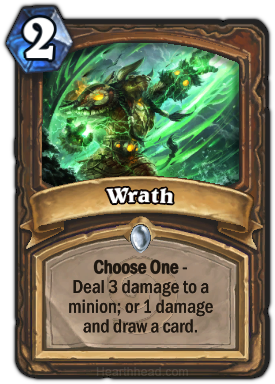 2
Wrath
Choose One -
Deal 3 damage to a
minion; or 1 damage
and draw a card.
Hearthhead.com